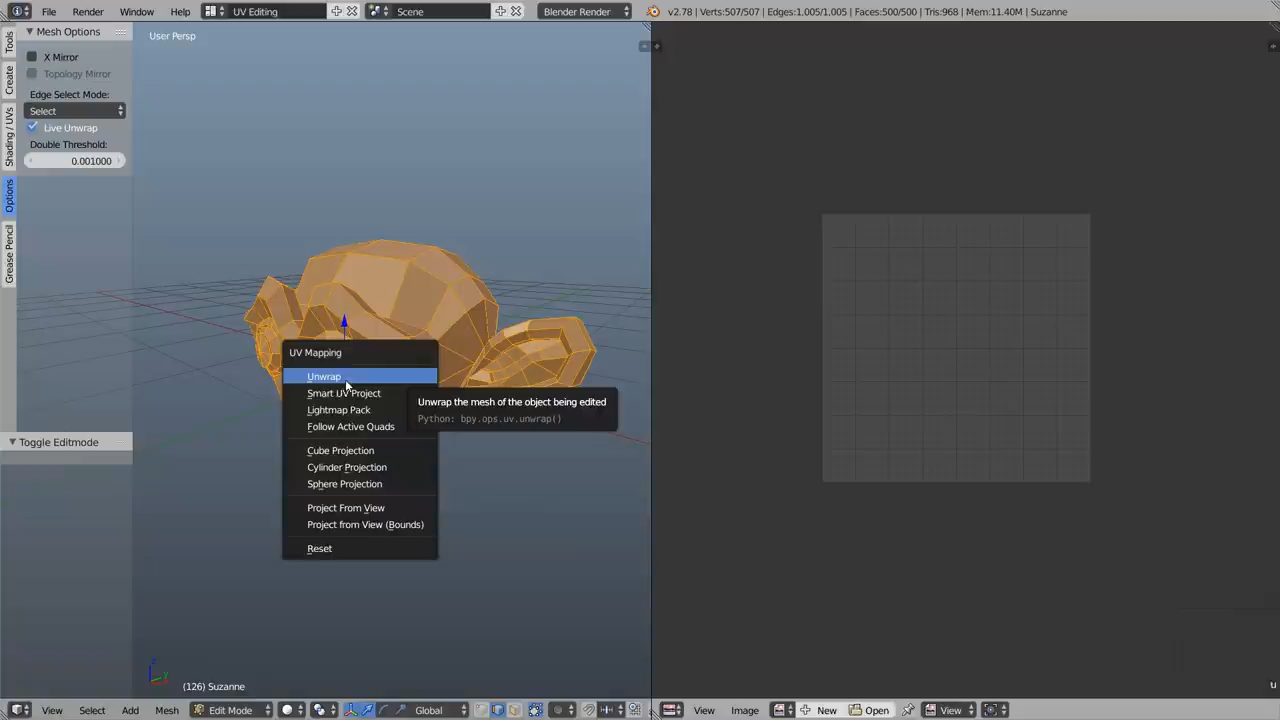 File Render Window Help UV Editing Scene Blender Render v2.78 | Verts:507/507 | Edges:1,005/1,005 | Faces:500/500 | Tris:968 | Mem:11.40M | Suzanne
Tools
Create
Shading / UVs
Options
Grease Pencil
Mesh Options
X Mirror
Topology Mirror
Edge Select Mode:
Select
Live Unwrap
Double Threshold:
0.001000
Toggle Editmode
User Persp
UV Mapping
Unwrap
Smart UV Project
Lightmap Pack
Follow Active Quads
Cube Projection
Cylinder Projection
Sphere Projection
Project From View
Project from View (Bounds)
Reset
Unwrap the mesh of the object being edited
Python: bpy.ops.uv.unwrap()
(126) Suzanne
View Select Add Mesh Edit Mode Global
View Image New Open View
u